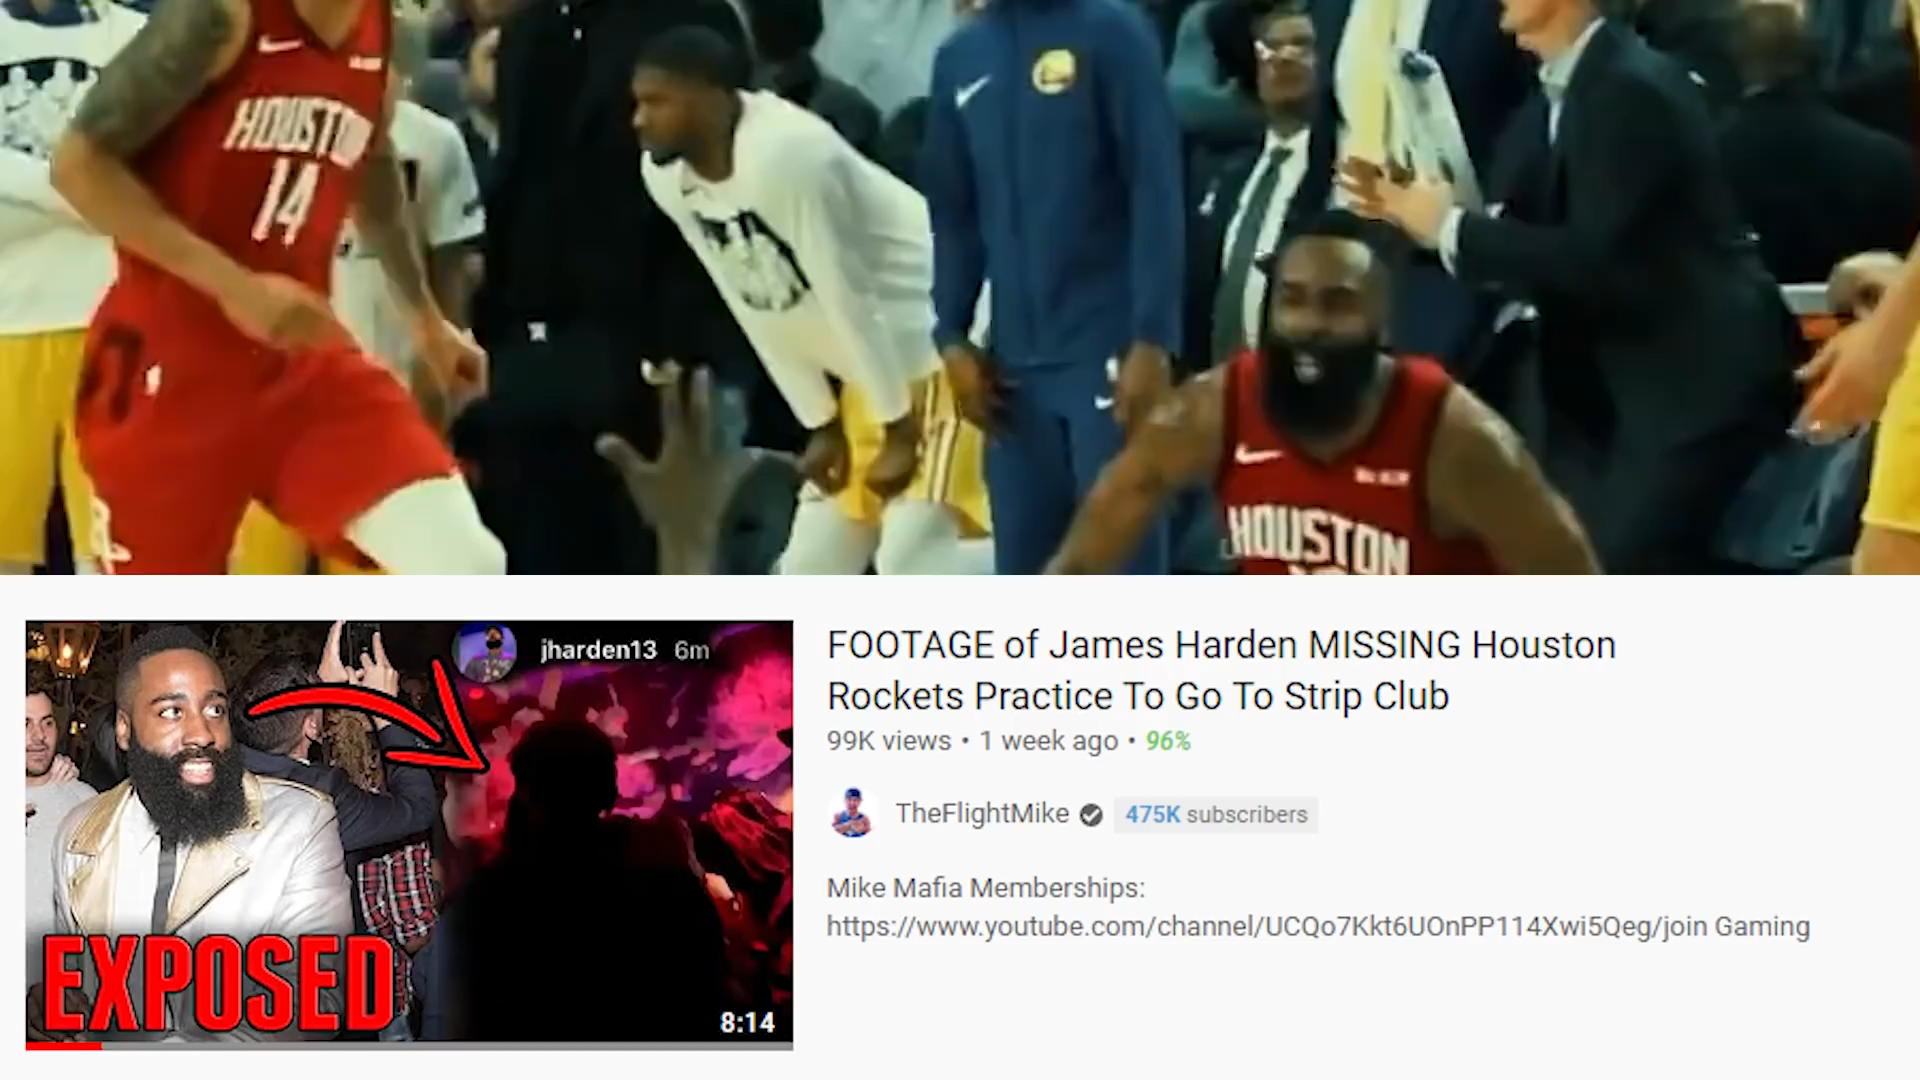 HOUSTON
14
HOUSTON
jharden13 6m
EXPOSED
8:14
FOOTAGE of James Harden MISSING Houston
Rockets Practice To Go To Strip Club
99K views • 1 week ago • 96%
TheFlightMike 475K subscribers
Mike Mafia Memberships:
https://www.youtube.com/channel/UCQo7Kkt6UOnPP114Xwi5Qeg/join Gaming